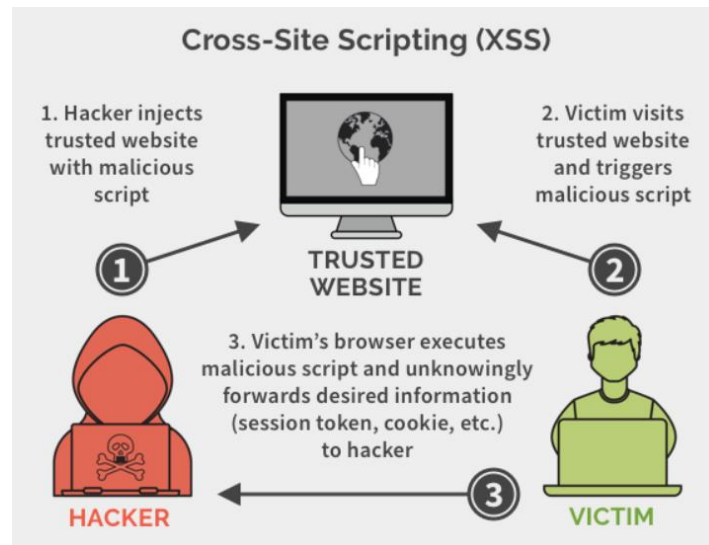 Cross-Site Scripting (XSS)
1. Hacker injects
trusted website
with malicious
script
2. Victim visits
trusted website
and triggers
malicious script
1
TRUSTED
WEBSITE
2
3. Victim's browser executes
malicious script and unknowingly
forwards desired information
(session token, cookie, etc.)
to hacker
3
HACKER
VICTIM